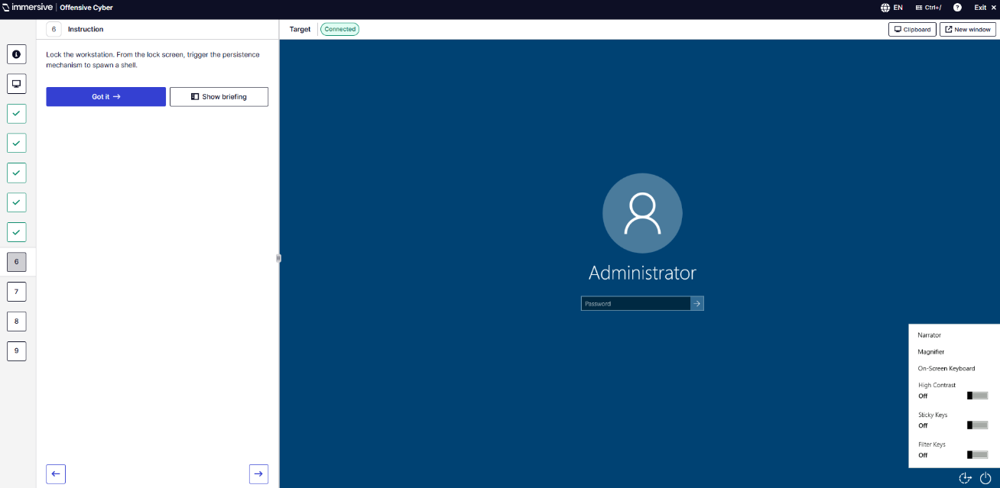 immersive | Offensive Cyber
EN
Ctrl+/
?
Exit ×
6 Instruction
Lock the workstation. From the lock screen, trigger the persistence
mechanism to spawn a shell.
Got it →
Show briefing
6
7
8
9
Target
Connected
Clipboard
New window
Administrator
Password
Narrator
Magnifier
On-Screen Keyboard
High Contrast
Off
Sticky Keys
Off
Filter Keys
Off